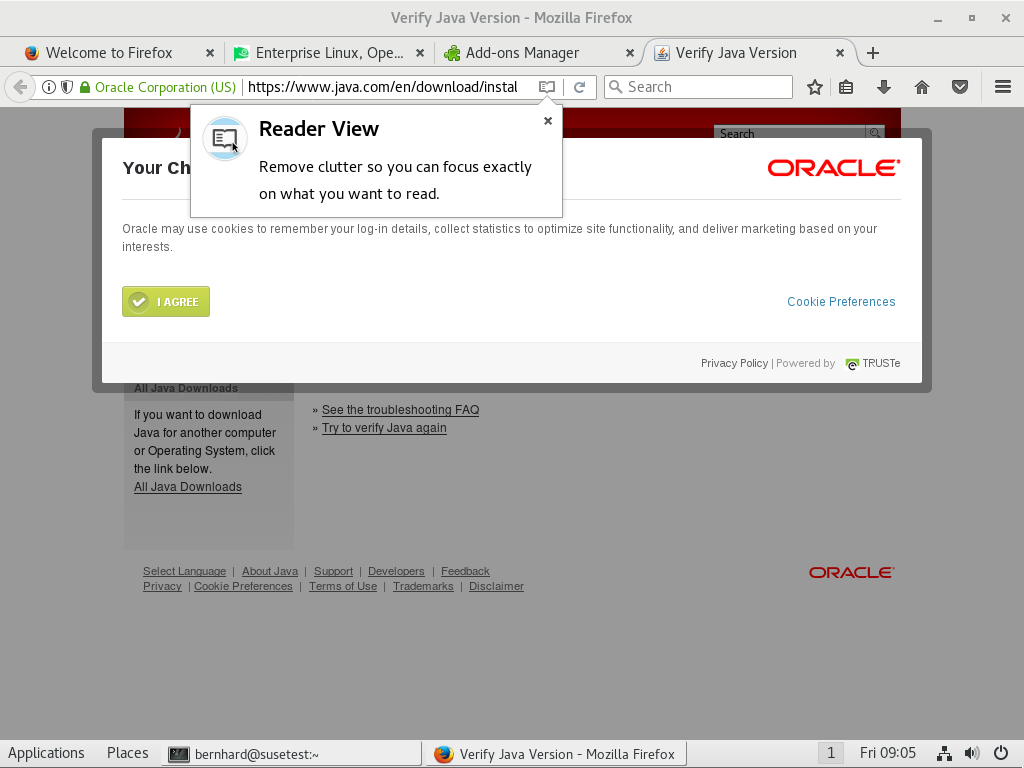 Verify Java Version - Mozilla Firefox
Welcome to Firefox
Enterprise Linux, Ope...
Add-ons Manager
Verify Java Version
Oracle Corporation (US)
https://www.java.com/en/download/instal
Search
Reader View
Remove clutter so you can focus exactly
on what you want to read.
Search
Your Ch
ORACLE
Oracle may use cookies to remember your log-in details, collect statistics to optimize site functionality, and deliver marketing based on your
interests.
I AGREE
Cookie Preferences
Privacy Policy | Powered by TRUSTe
All Java Downloads
If you want to download
Java for another computer
or Operating System, click
the link below.
All Java Downloads
» See the troubleshooting FAQ
» Try to verify Java again
Select Language | About Java | Support | Developers | Feedback
Privacy | Cookie Preferences | Terms of Use | Trademarks | Disclaimer
ORACLE
Applications
Places
bernhard@susetest:~
Verify Java Version - Mozilla Firefox
1
Fri 09:05